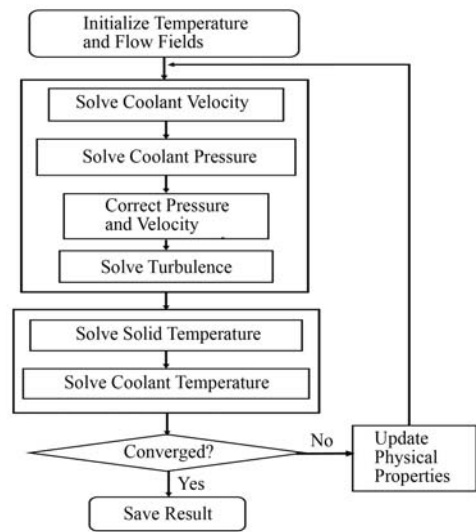 Initialize Temperature
and Flow Fields
Solve Coolant Velocity
Solve Coolant Pressure
Correct Pressure
and Velocity
Solve Turbulence
Solve Solid Temperature
Solve Coolant Temperature
Converged?
No
Update
Physical
Properties
Yes
Save Result